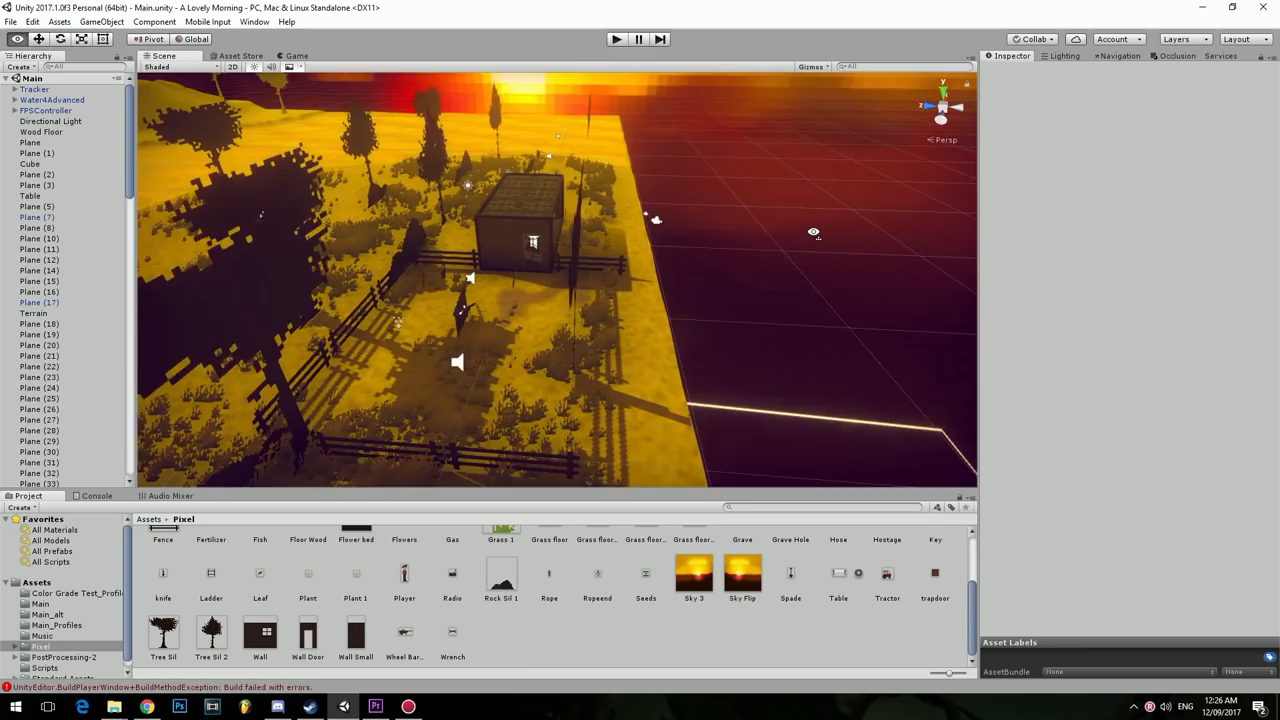 Unity 2017.1.0f3 Personal (64bit) - Main.unity - A Lovely Morning - PC, Mac & Linux Standalone <DX11>
File Edit Assets GameObject Component Mobile Input Window Help
Pivot Global Collab Account Layers Layout
Hierarchy Scene Asset Store Game Inspector Lighting Navigation Occlusion Services
Create All Shaded 2D Gizmos All
Main
Tracker
Water4Advanced
FPSController
Directional Light
Wood Floor
Plane
Plane (1)
Cube
Plane (2)
Plane (3)
Table
Plane (5)
Plane (7)
Plane (8)
Plane (10)
Plane (11)
Plane (12)
Plane (14)
Plane (15)
Plane (16)
Plane (17)
Terrain
Plane (18)
Plane (19)
Plane (20)
Plane (21)
Plane (22)
Plane (23)
Plane (24)
Plane (25)
Plane (26)
Plane (27)
Plane (28)
Plane (29)
Plane (30)
Plane (31)
Plane (32)
Plane (33)
y
z
Persp
Project Console Audio Mixer
Create
Favorites
All Materials
All Models
All Prefabs
All Scripts
Assets
Color Grade Test_Profile
Main
Main_alt
Main_Profiles
Music
Pixel
PostProcessing-2
Scripts
Standard Assets
Assets Pixel
Fence Fertilizer Fish Floor Wood Flower bed Flowers Gas Grass 1 Grass floor Grass floor... Grass floor... Grass floor... Grave Grave Hole Hose Hostage Key
knife Ladder Leaf Plant Plant 1 Player Radio Rock Sil 1 Rope Ropeend Seeds Sky 3 Sky Flip Spade Table Tractor trapdoor
Tree Sil Tree Sil 2 Wall Wall Door Wall Small Wheel Bar... Wrench
Asset Labels
AssetBundle None None
UnityEditor.BuildPlayerWindow+BuildMethodException: Build failed with errors.
ENG
12:26 AM
12/09/2017
2